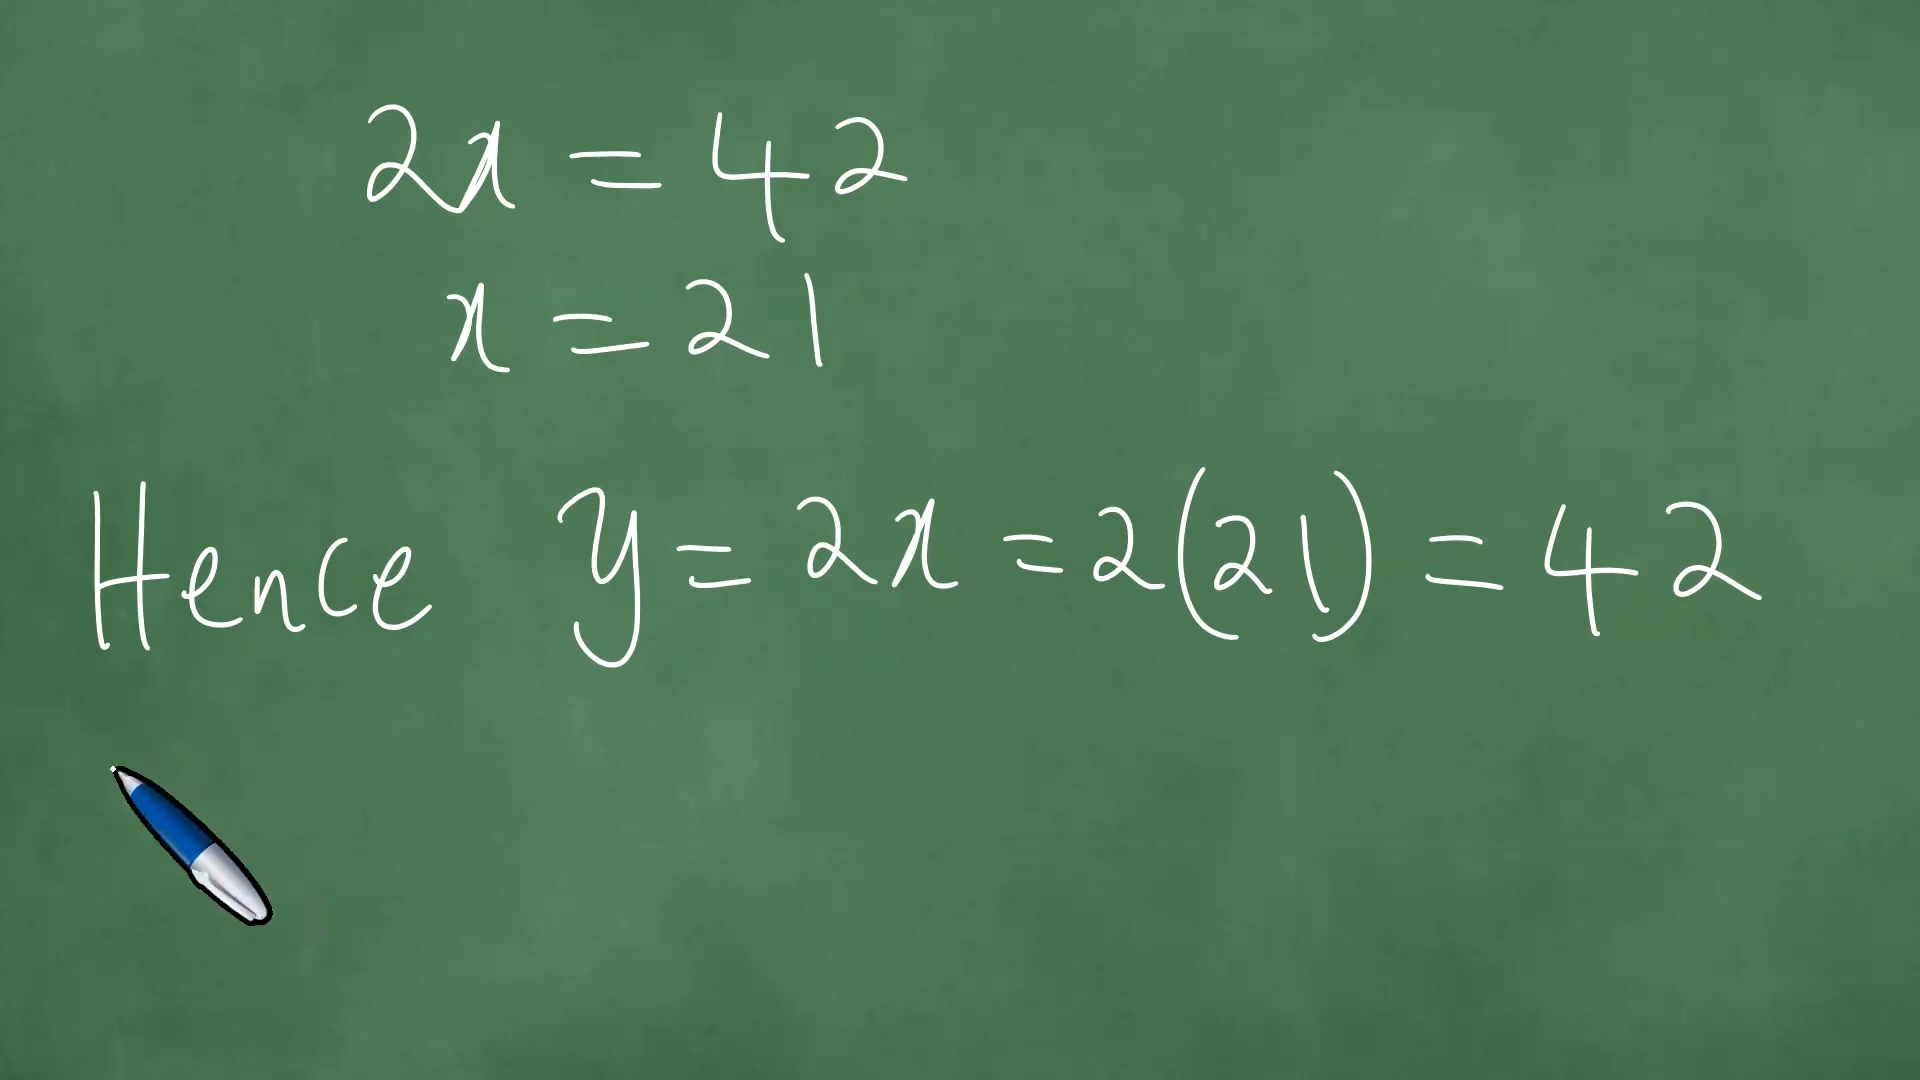 2x = 42
x = 21
Hence y = 2x = 2(21) = 42